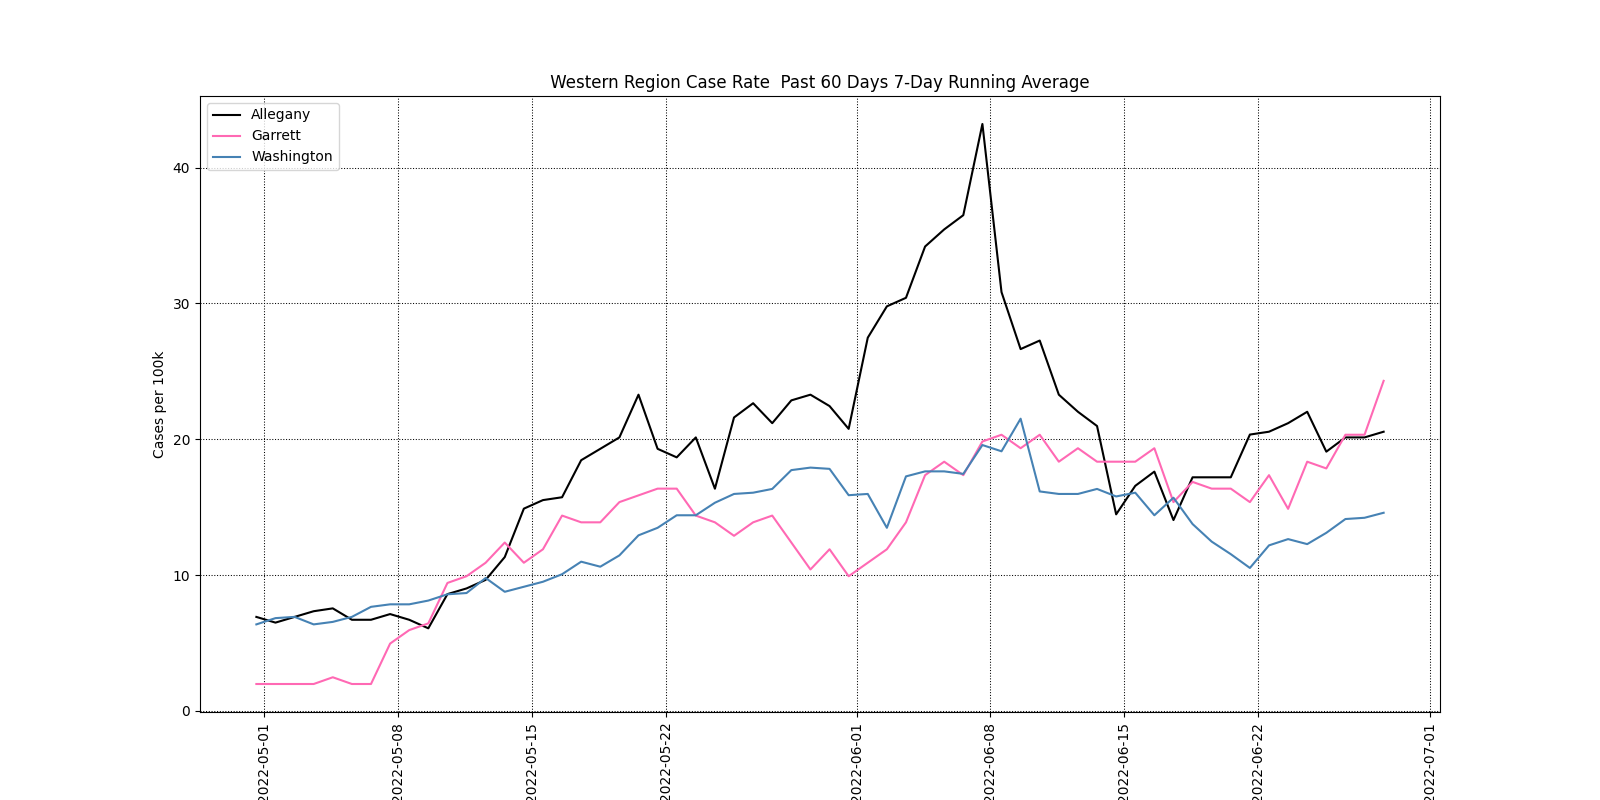 Western Region Case Rate  Past 60 Days 7-Day Running Average
Allegany
Garrett
Washington
Cases per 100k
40
30
20
10
0
2022-05-01
2022-05-08
2022-05-15
2022-05-22
2022-06-01
2022-06-08
2022-06-15
2022-06-22
2022-07-01